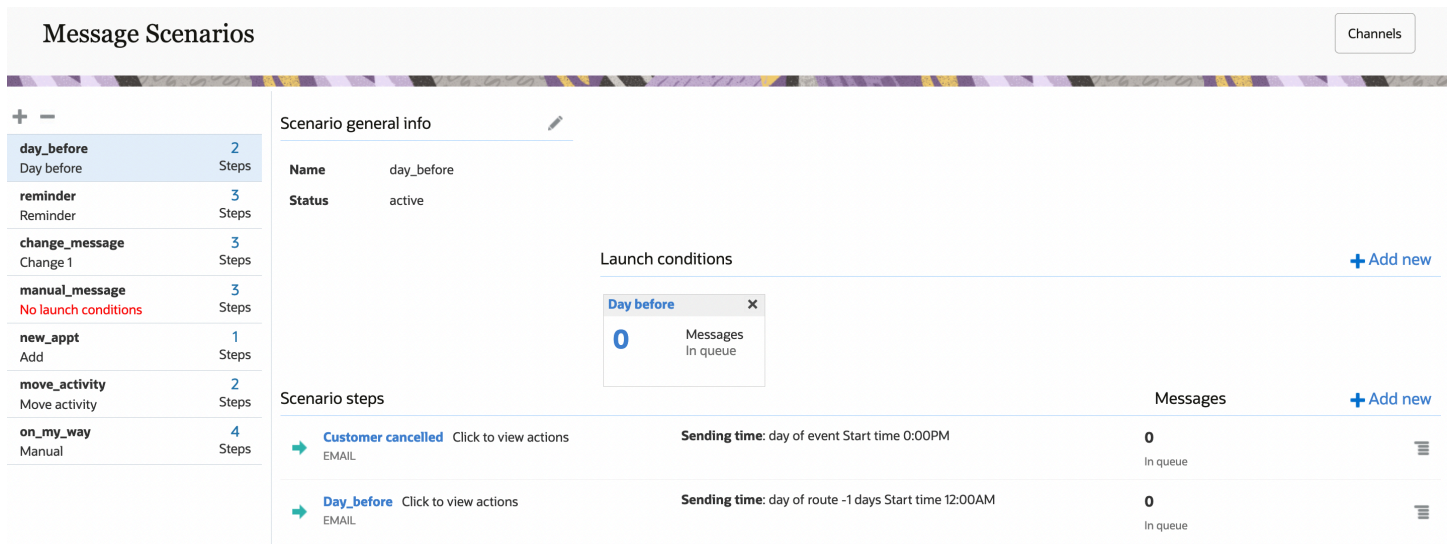 Message Scenarios
Channels
day_before 2
Day before Steps
reminder 3
Reminder Steps
change_message 3
Change 1 Steps
manual_message 3
No launch conditions Steps
new_appt 1
Add Steps
move_activity 2
Move activity Steps
on_my_way 4
Manual Steps
Scenario general info
Name day_before
Status active
Launch conditions Add new
Day before
0 Messages
In queue
Scenario steps Messages Add new
Customer cancelled Click to view actions Sending time: day of event Start time 0:00PM 0
EMAIL In queue
Day_before Click to view actions Sending time: day of route -1 days Start time 12:00AM 0
EMAIL In queue